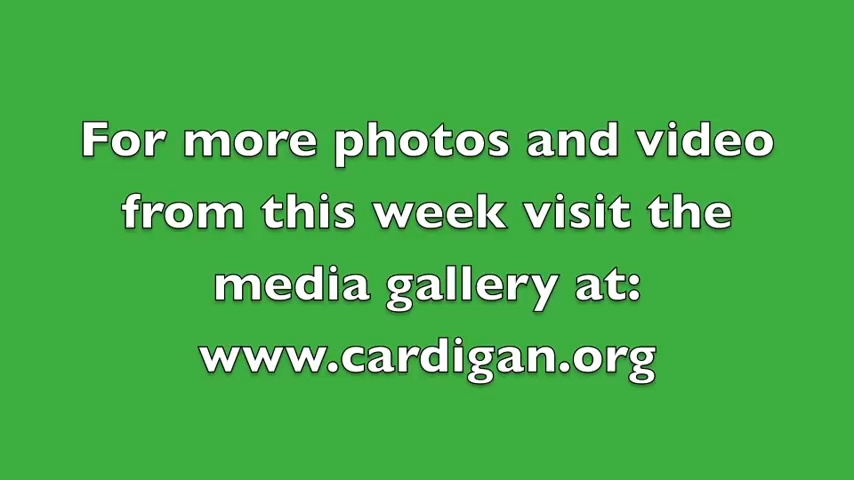 For more photos and video
from this week visit the
media gallery at:
www.cardigan.org